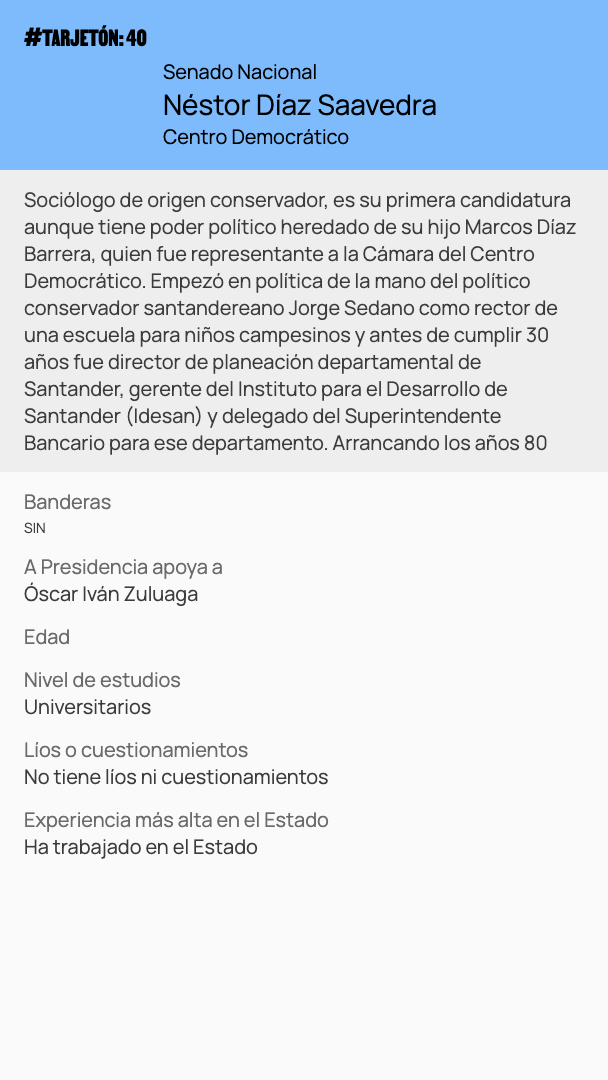 #TARJETÓN: 40
Senado Nacional
Néstor Díaz Saavedra
Centro Democrático
Sociólogo de origen conservador, es su primera candidatura
aunque tiene poder político heredado de su hijo Marcos Díaz
Barrera, quien fue representante a la Cámara del Centro
Democrático. Empezó en política de la mano del político
conservador santandereano Jorge Sedano como rector de
una escuela para niños campesinos y antes de cumplir 30
años fue director de planeación departamental de
Santander, gerente del Instituto para el Desarrollo de
Santander (Idesan) y delegado del Superintendente
Bancario para ese departamento. Arrancando los años 80
Banderas
SIN
A Presidencia apoya a
Óscar Iván Zuluaga
Edad
Nivel de estudios
Universitarios
Líos o cuestionamientos
No tiene líos ni cuestionamientos
Experiencia más alta en el Estado
Ha trabajado en el Estado